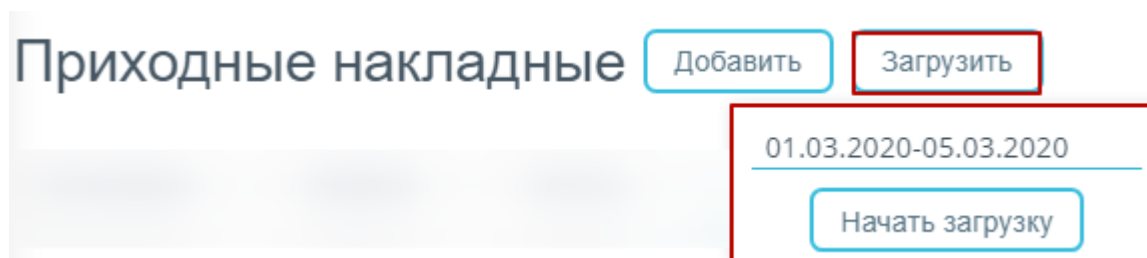 Приходные накладные Добавить Загрузить
01.03.2020-05.03.2020
Начать загрузку